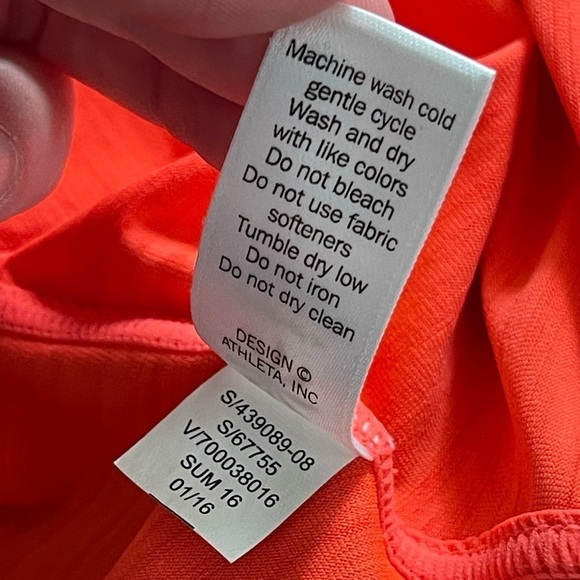 Machine wash cold
gentle cycle
Wash and dry
with like colors
Do not bleach
Do not use fabric
softeners
Tumble dry low
Do not iron
Do not dry clean
DESIGN ©
ATHLETA, INC
S/439089-08
S/67755
V/700038016
SUM 16
01/16